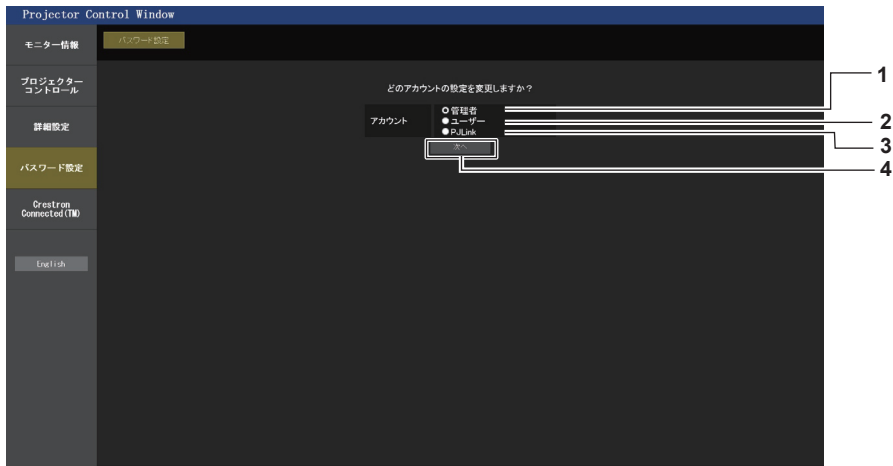 Projector Control Window
モニター情報
パスワード設定
プロジェクター
コントロール
詳細設定
パスワード設定
Crestron
Connected(TM)
English
どのアカウントの設定を変更しますか？
アカウント
管理者
ユーザー
PJLink
次へ
1
2
3
4